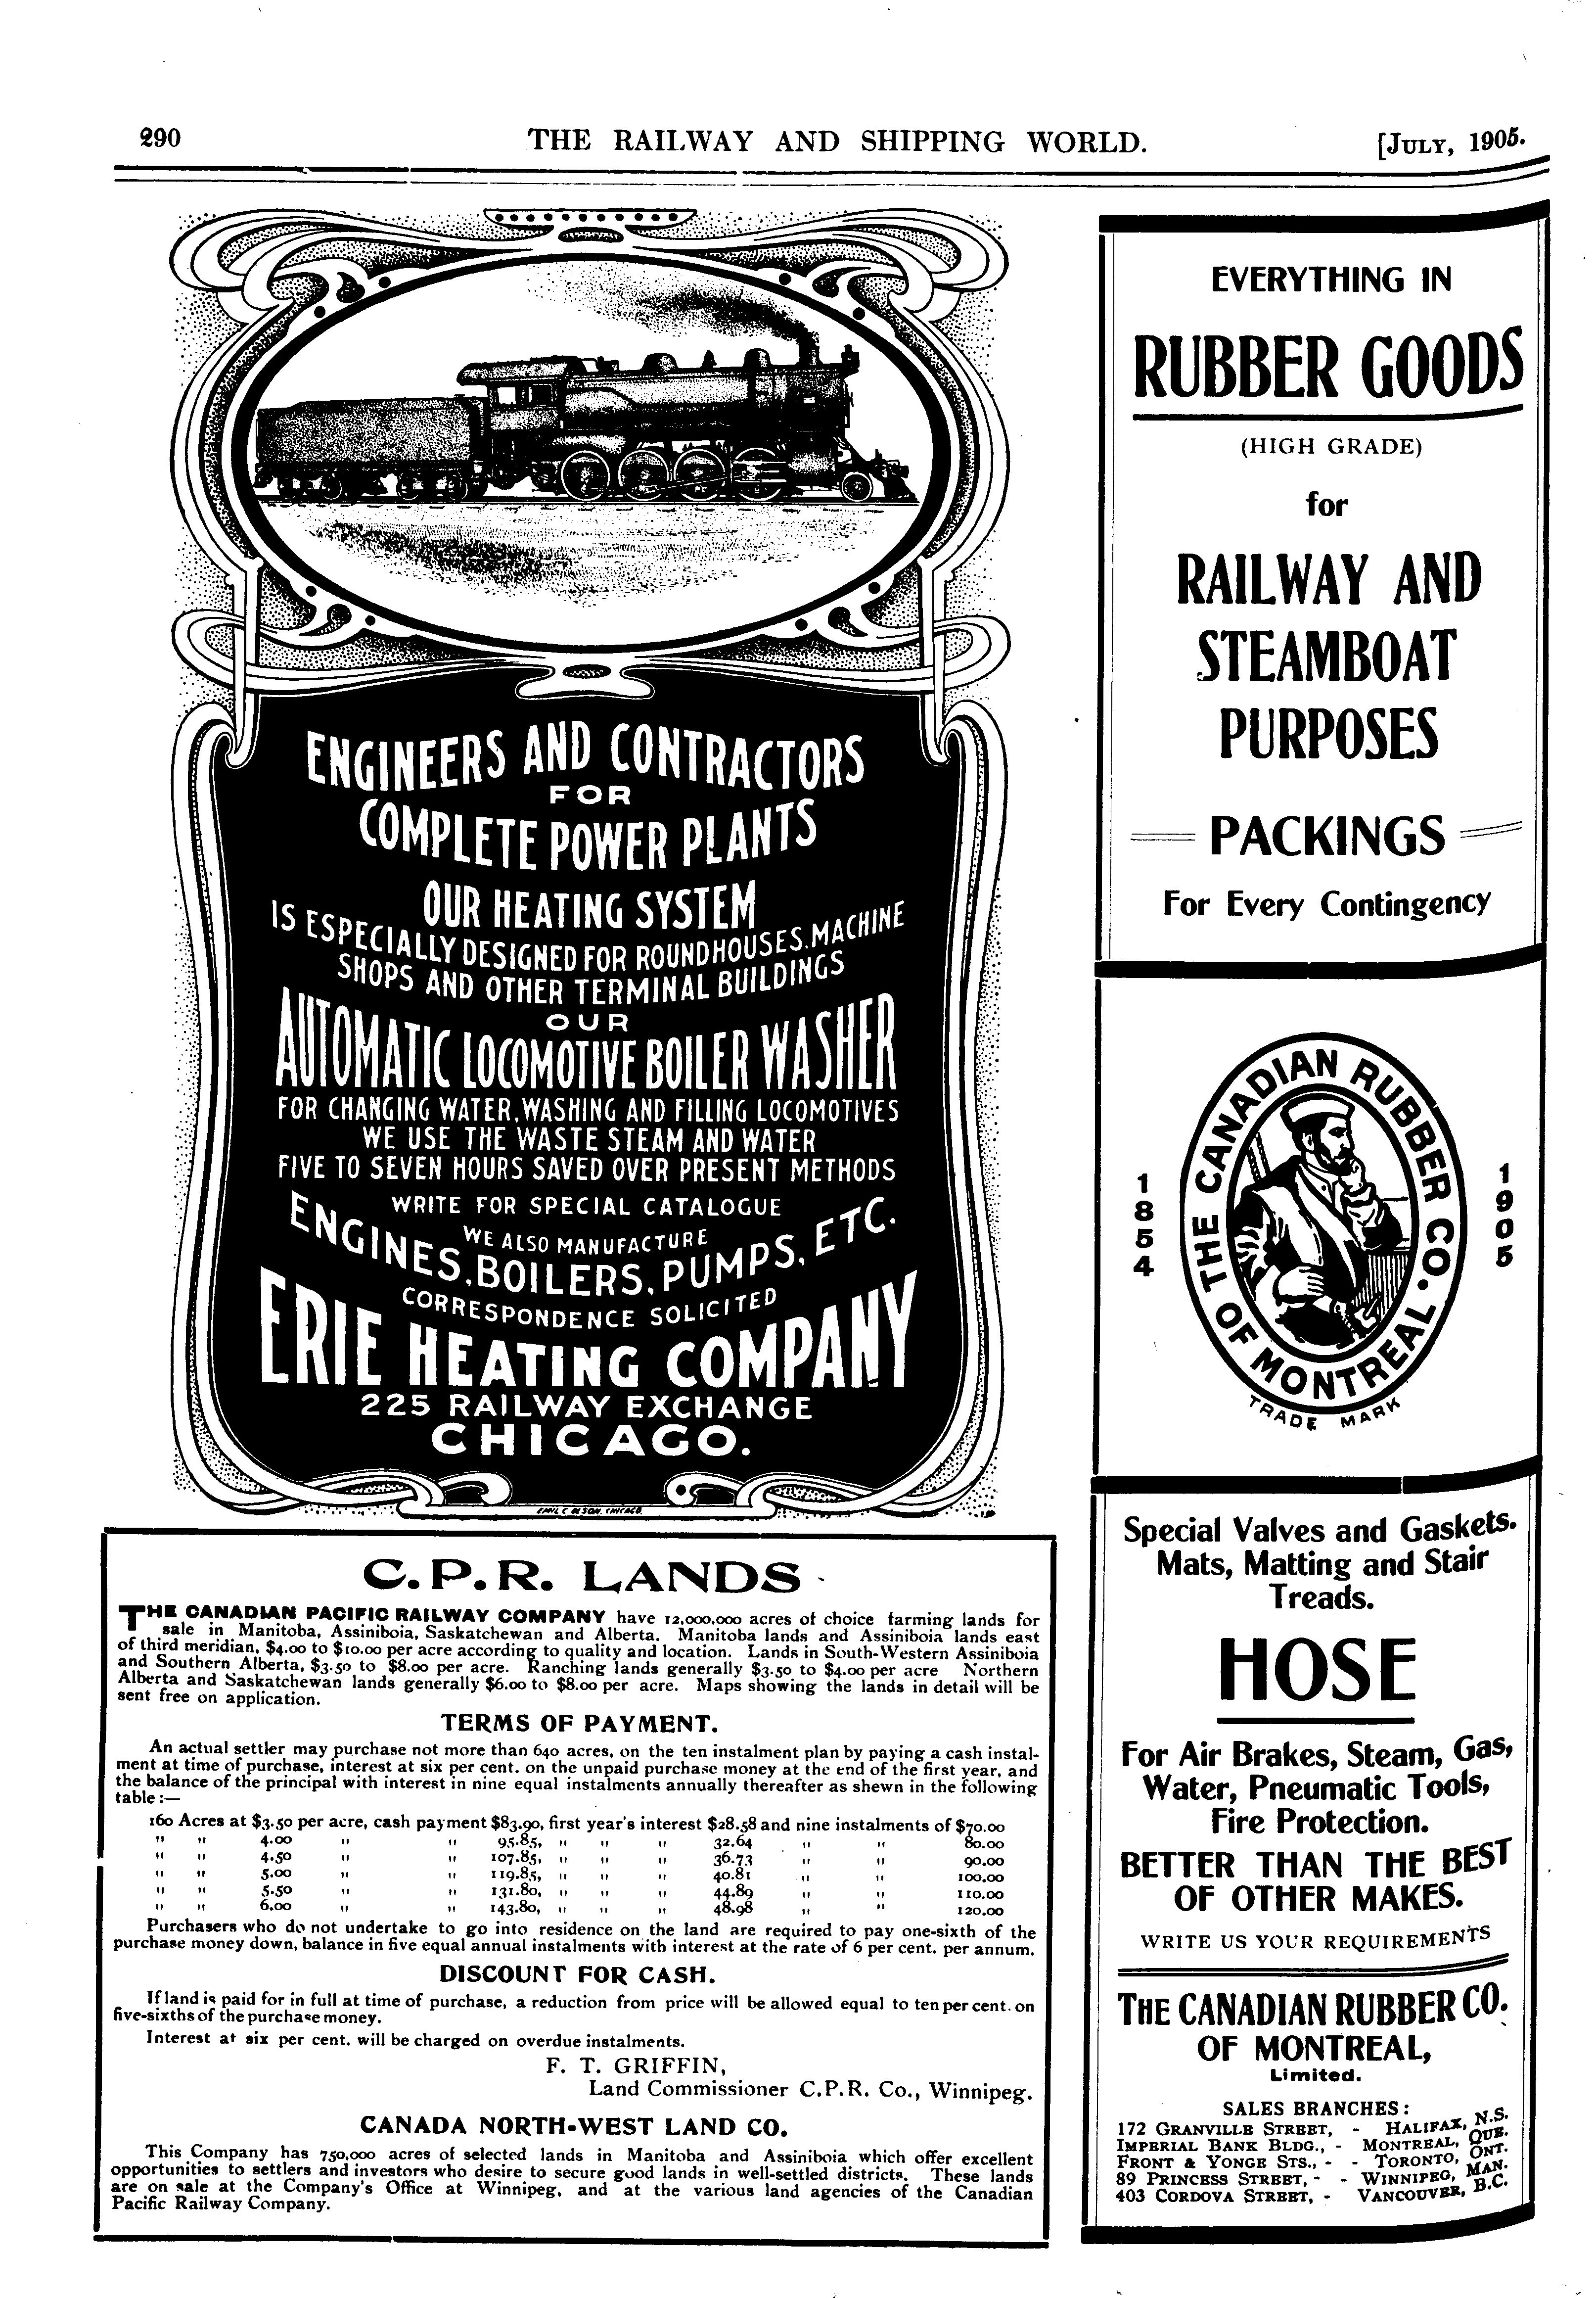 290
THE RAILWAY AND SHIPPING WORLD.
[JULY, 1905.
ENGINEERS AND CONTRACTORS
FOR
COMPLETE POWER PLANTS
OUR HEATING SYSTEM
IS ESPECIALLY DESIGNED FOR ROUNDHOUSES, MACHINE
SHOPS AND OTHER TERMINAL BUILDINGS
OUR
AUTOMATIC LOCOMOTIVE BOILER WASHER
FOR CHANGING WATER, WASHING AND FILLING LOCOMOTIVES
WE USE THE WASTE STEAM AND WATER
FIVE TO SEVEN HOURS SAVED OVER PRESENT METHODS
WRITE FOR SPECIAL CATALOGUE
WE ALSO MANUFACTURE
ENGINES, BOILERS, PUMPS, ETC.
CORRESPONDENCE SOLICITED
ERIE HEATING COMPANY
225 RAILWAY EXCHANGE
CHICAGO.
EMIL C OLSON. CHICAGO.
C.P.R. LANDS
THE CANADIAN PACIFIC RAILWAY COMPANY have 12,000,000 acres of choice farming lands for
sale in Manitoba, Assiniboia, Saskatchewan and Alberta. Manitoba lands and Assiniboia lands east
of third meridian, $4.00 to $10.00 per acre according to quality and location. Lands in South-Western Assiniboia
and Southern Alberta, $3.50 to $8.00 per acre. Ranching lands generally $3.50 to $4.00 per acre Northern
Alberta and Saskatchewan lands generally $6.00 to $8.00 per acre. Maps showing the lands in detail will be
sent free on application.
TERMS OF PAYMENT.
An actual settler may purchase not more than 640 acres, on the ten instalment plan by paying a cash instal-
ment at time of purchase, interest at six per cent. on the unpaid purchase money at the end of the first year, and
the balance of the principal with interest in nine equal instalments annually thereafter as shewn in the following
table :—
160 Acres at $3.50 per acre, cash payment $83.90, first year's interest $28.58 and nine instalments of $70.00
" " 4.00 " " 95.85, " " " 32.64 " " 80.00
" " 4.50 " " 107.85, " " " 36.73 " " 90.00
" " 5.00 " " 119.85, " " " 40.81 " " 100.00
" " 5.50 " " 131.80, " " " 44.89 " " 110.00
" " 6.00 " " 143.80, " " " 48.98 " " 120.00
Purchasers who do not undertake to go into residence on the land are required to pay one-sixth of the
purchase money down, balance in five equal annual instalments with interest at the rate of 6 per cent. per annum.
DISCOUNT FOR CASH.
If land is paid for in full at time of purchase, a reduction from price will be allowed equal to ten per cent. on
five-sixths of the purchase money.
Interest at six per cent. will be charged on overdue instalments.
F. T. GRIFFIN,
Land Commissioner C.P.R. Co., Winnipeg.
CANADA NORTH-WEST LAND CO.
This Company has 750,000 acres of selected lands in Manitoba and Assiniboia which offer excellent
opportunities to settlers and investors who desire to secure good lands in well-settled districts. These lands
are on sale at the Company's Office at Winnipeg, and at the various land agencies of the Canadian
Pacific Railway Company.
EVERYTHING IN
RUBBER GOODS
(HIGH GRADE)
for
RAILWAY AND
STEAMBOAT
PURPOSES
PACKINGS
For Every Contingency
1854
THE CANADIAN RUBBER CO.
OF MONTREAL.
1905
TRADE MARK
Special Valves and Gaskets.
Mats, Matting and Stair
Treads.
HOSE
For Air Brakes, Steam, Gas,
Water, Pneumatic Tools,
Fire Protection.
BETTER THAN THE BEST
OF OTHER MAKES.
WRITE US YOUR REQUIREMENTS
THE CANADIAN RUBBER CO.
OF MONTREAL,
Limited.
SALES BRANCHES:
172 GRANVILLE STREET, - HALIFAX, N.S.
IMPERIAL BANK BLDG., - MONTREAL, QUE.
FRONT & YONGE STS., - - TORONTO, ONT.
89 PRINCESS STREET, - - WINNIPEG, MAN.
403 CORDOVA STREET, - VANCOUVER, B.C.